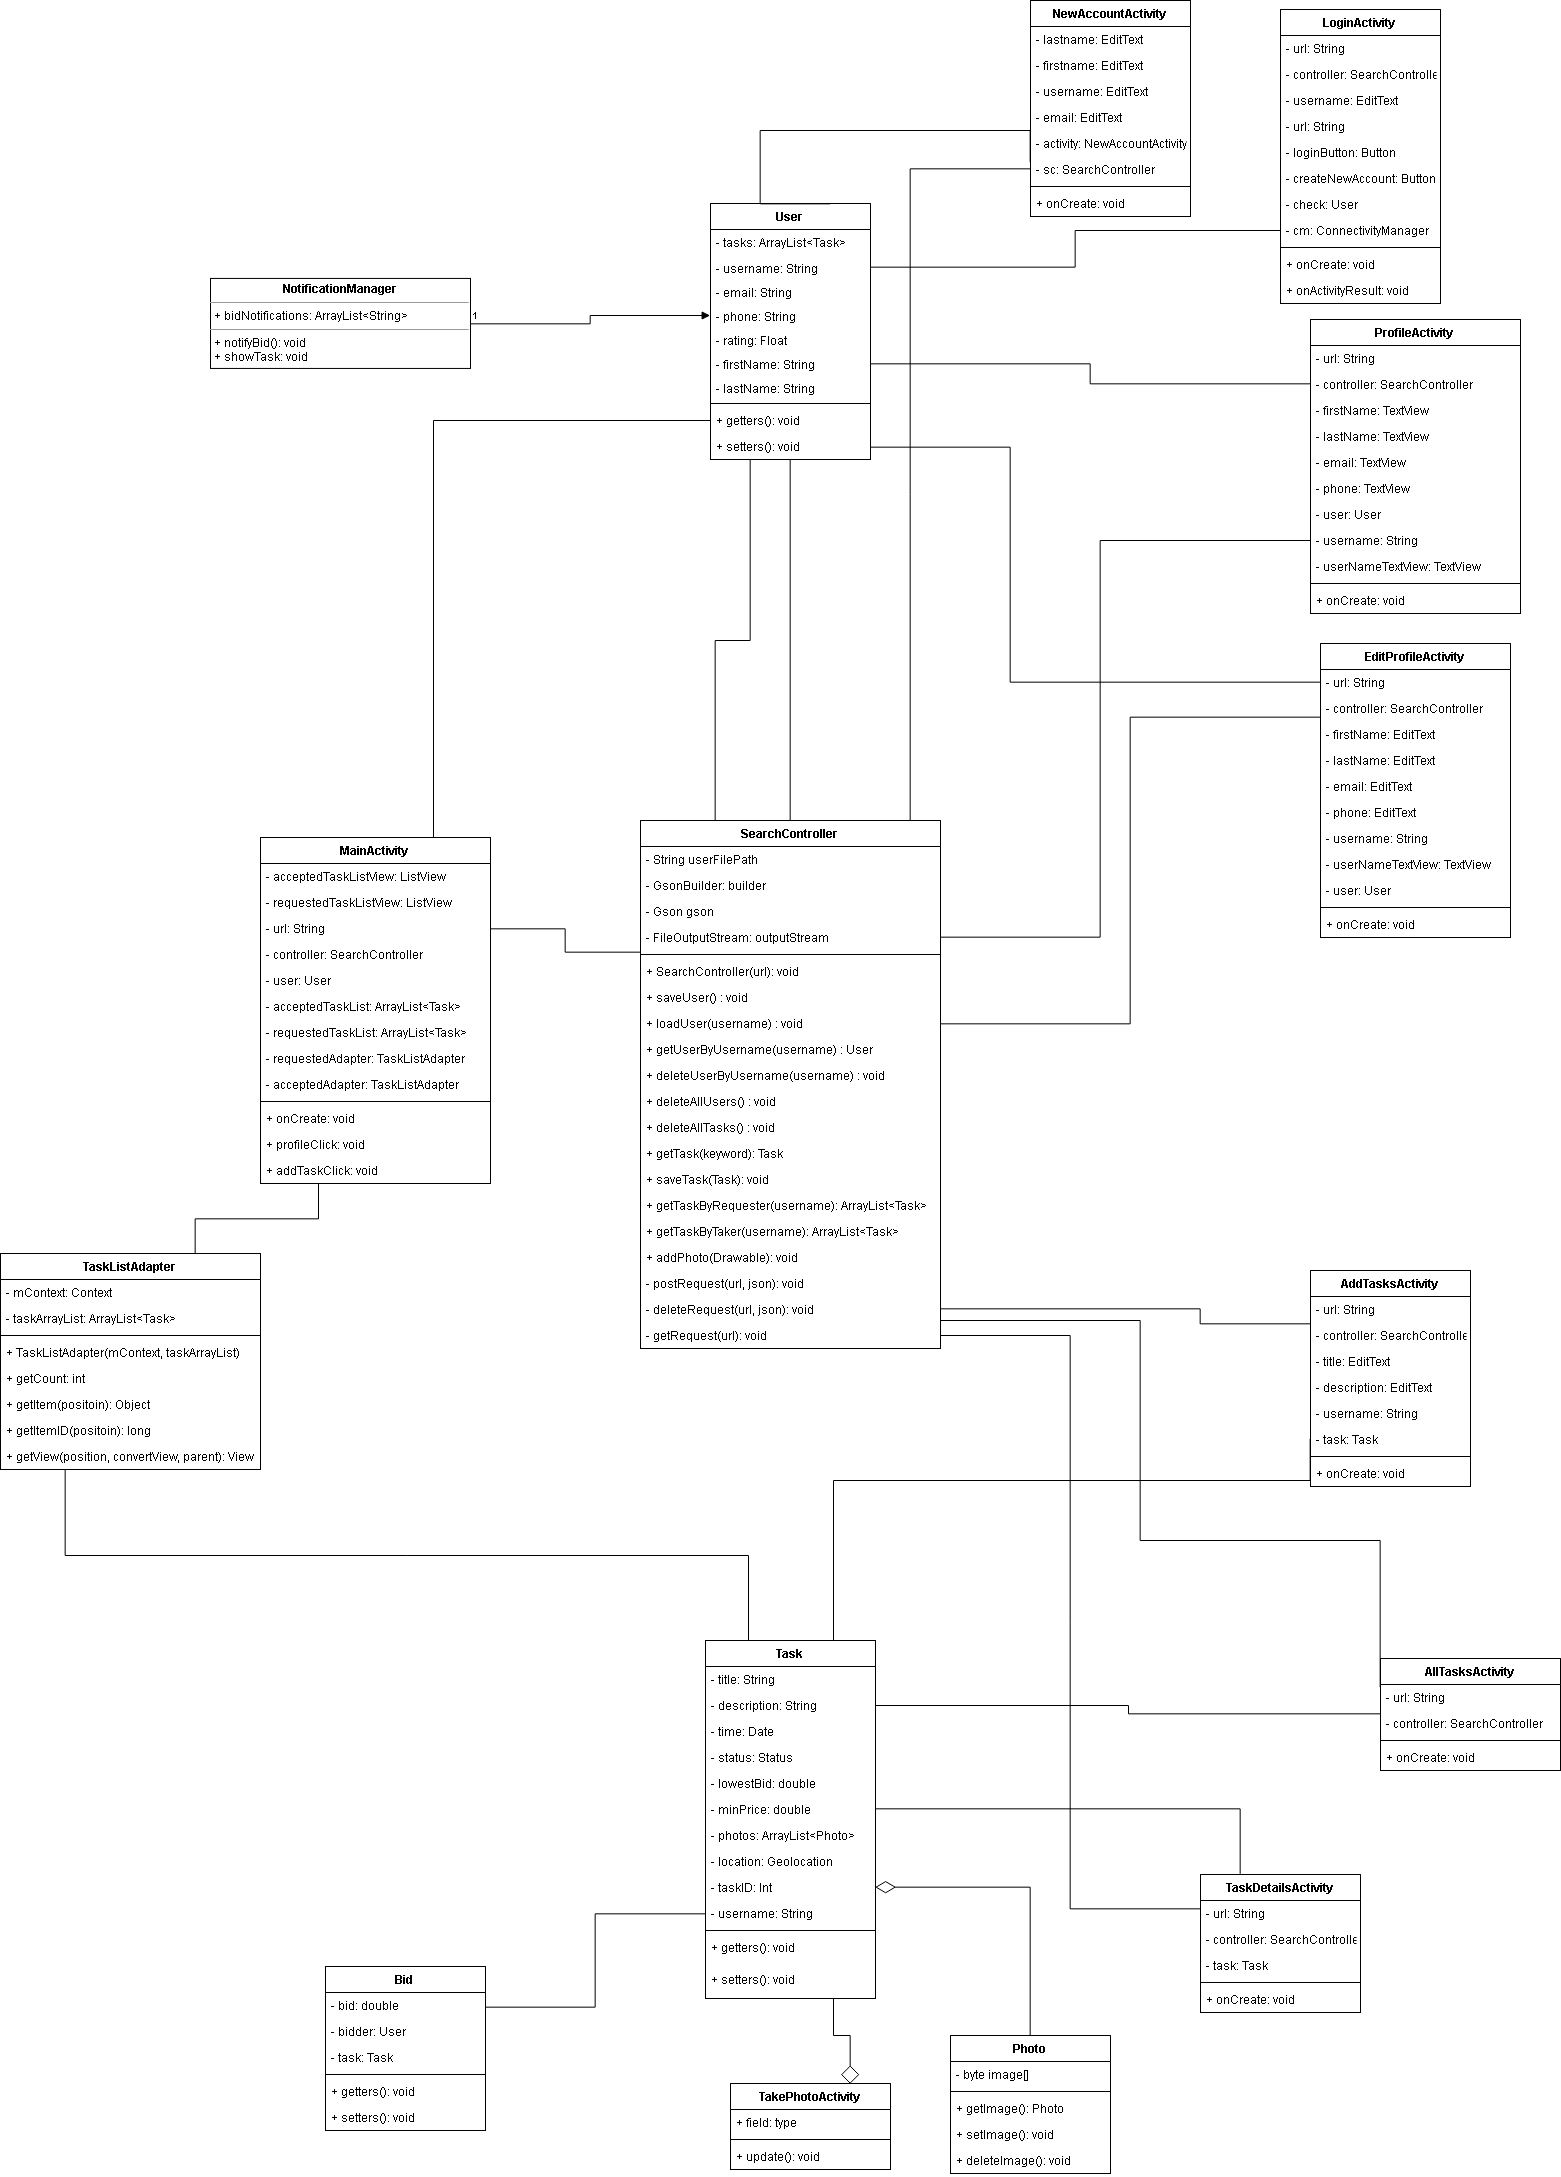 NewAccountActivity
- lastname: EditText
- firstname: EditText
- username: EditText
- email: EditText
- activity: NewAccountActivity
- sc: SearchController
+ onCreate: void
LoginActivity
- url: String
- controller: SearchControlle
- username: EditText
- url: String
- loginButton: Button
- createNewAccount: Button
- check: User
- cm: ConnectivityManager
+ onCreate: void
+ onActivityResult: void
User
- tasks: ArrayList<Task>
- username: String
- email: String
- phone: String
- rating: Float
- firstName: String
- lastName: String
+ getters(): void
+ setters(): void
NotificationManager
+ bidNotifications: ArrayList<String>
+ notifyBid(): void
+ showTask: void
1
ProfileActivity
- url: String
- controller: SearchController
- firstName: TextView
- lastName: TextView
- email: TextView
- phone: TextView
- user: User
- username: String
- userNameTextView: TextView
+ onCreate: void
EditProfileActivity
- url: String
- controller: SearchController
- firstName: EditText
- lastName: EditText
- email: EditText
- phone: EditText
- username: String
- userNameTextView: TextView
- user: User
+ onCreate: void
MainActivity
- acceptedTaskListView: ListView
- requestedTaskListView: ListView
- url: String
- controller: SearchController
- user: User
- acceptedTaskList: ArrayList<Task>
- requestedTaskList: ArrayList<Task>
- requestedAdapter: TaskListAdapter
- acceptedAdapter: TaskListAdapter
+ onCreate: void
+ profileClick: void
+ addTaskClick: void
SearchController
- String userFilePath
- GsonBuilder: builder
- Gson gson
- FileOutputStream: outputStream
+ SearchController(url): void
+ saveUser() : void
+ loadUser(username) : void
+ getUserByUsername(username) : User
+ deleteUserByUsername(username) : void
+ deleteAllUsers() : void
+ deleteAllTasks() : void
+ getTask(keyword): Task
+ saveTask(Task): void
+ getTaskByRequester(username): ArrayList<Task>
+ getTaskByTaker(username): ArrayList<Task>
+ addPhoto(Drawable): void
- postRequest(url, json): void
- deleteRequest(url, json): void
- getRequest(url): void
TaskListAdapter
- mContext: Context
- taskArrayList: ArrayList<Task>
+ TaskListAdapter(mContext, taskArrayList)
+ getCount: int
+ getItem(positoin): Object
+ getItemID(positoin): long
+ getView(position, convertView, parent): View
AddTasksActivity
- url: String
- controller: SearchControlle
- title: EditText
- description: EditText
- username: String
- task: Task
+ onCreate: void
Task
- title: String
- description: String
- time: Date
- status: Status
- lowestBid: double
- minPrice: double
- photos: ArrayList<Photo>
- location: Geolocation
- taskID: Int
- username: String
+ getters(): void
+ setters(): void
AllTasksActivity
- url: String
- controller: SearchController
+ onCreate: void
TaskDetailsActivity
- url: String
- controller: SearchControlle
- task: Task
+ onCreate: void
Bid
- bid: double
- bidder: User
- task: Task
+ getters(): void
+ setters(): void
TakePhotoActivity
+ field: type
+ update(): void
Photo
- byte image[]
+ getImage(): Photo
+ setImage(): void
+ deleteImage(): void